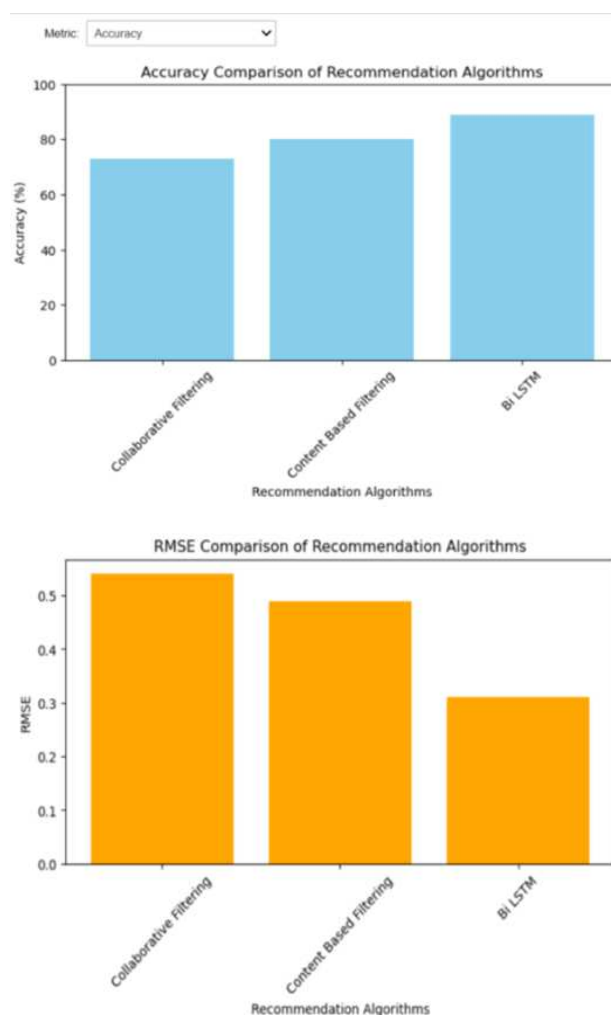 Metric: Accuracy
Accuracy Comparison of Recommendation Algorithms
100
80
60
40
20
0
Accuracy (%)
Collaborative Filtering
Content Based Filtering
Bi LSTM
Recommendation Algorithms
RMSE Comparison of Recommendation Algorithms
0.5
0.4
0.3
0.2
0.1
0.0
RMSE
Collaborative Filtering
Content Based Filtering
Bi LSTM
Recommendation Algorithms